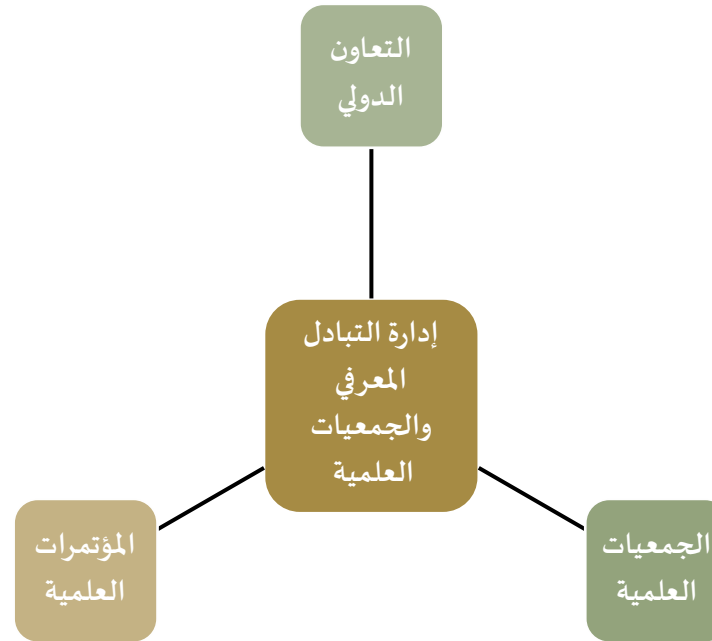 التعاون
الدولي
إدارة التبادل
المعرفي
والجمعيات
العلمية
الجمعيات
العلمية
المؤتمرات
العلمية